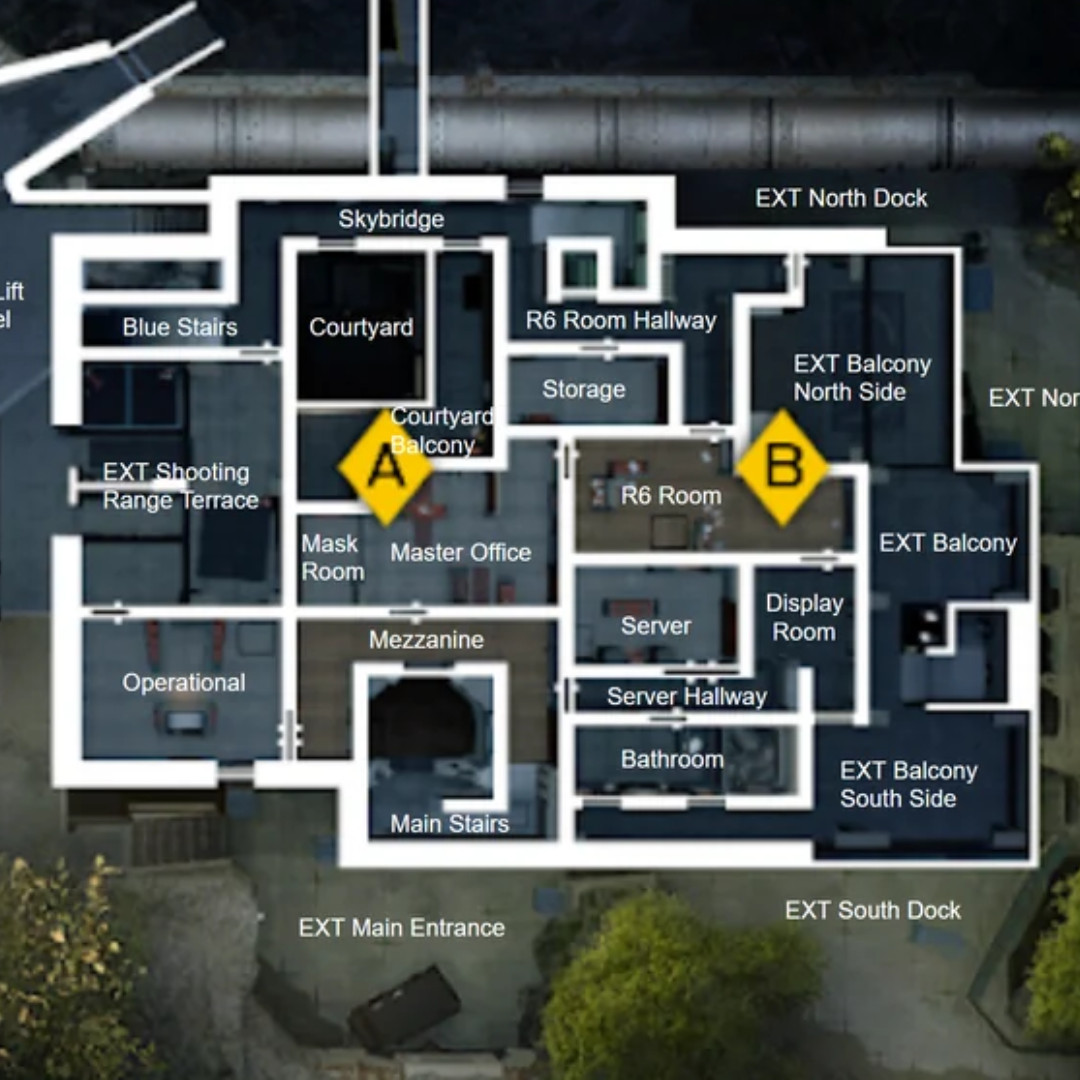 EXT North Dock
Skybridge
Lift
el
Blue Stairs
Courtyard
R6 Room Hallway
Storage
EXT Balcony
North Side
EXT Nor
Courtyard
Balcony
A
B
EXT Shooting
Range Terrace
R6 Room
Mask
Room
Master Office
EXT Balcony
Display
Room
Server
Mezzanine
Operational
Server Hallway
Bathroom
EXT Balcony
South Side
Main Stairs
EXT Main Entrance
EXT South Dock